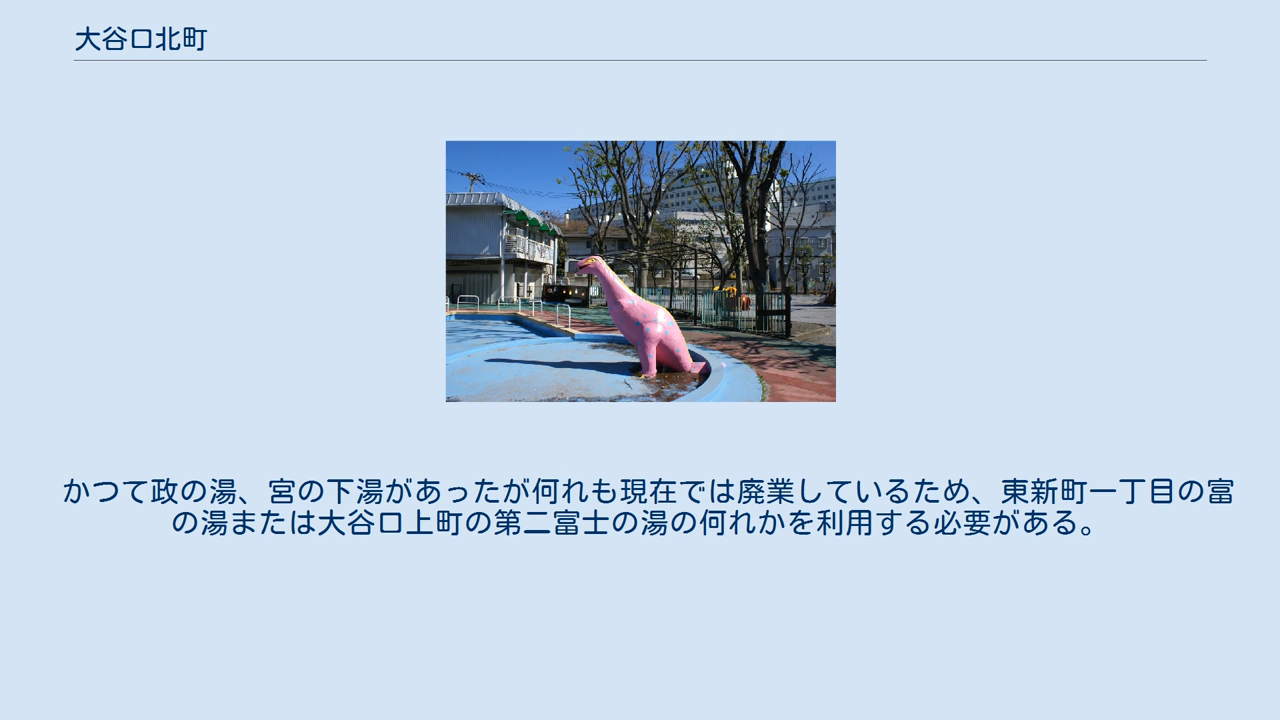 大谷口北町
かつて政の湯、宮の下湯があったが何れも現在では廃業しているため、東新町一丁目の富
の湯または大谷口上町の第二富士の湯の何れかを利用する必要がある。